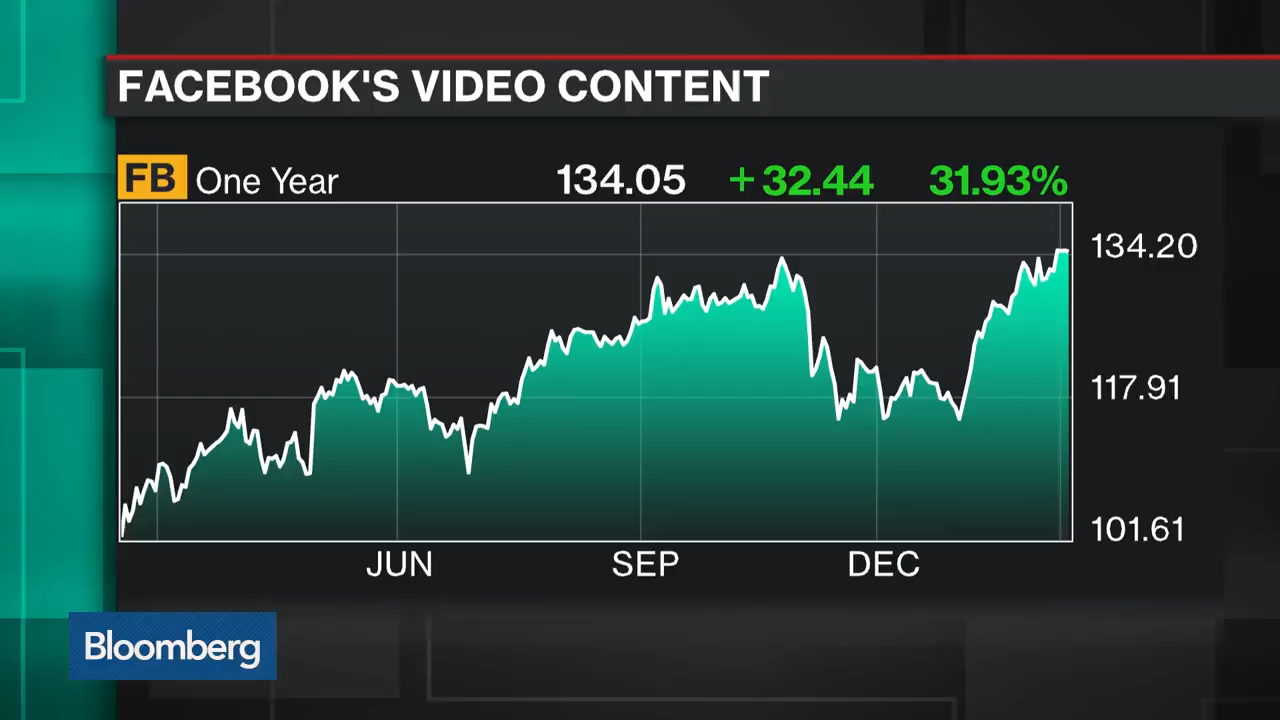 FACEBOOK'S VIDEO CONTENT
FB One Year 134.05 +32.44 31.93%
134.20
117.91
101.61
JUN SEP DEC
Bloomberg